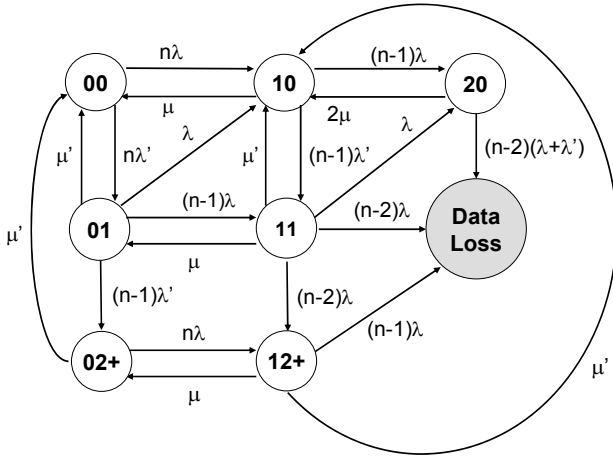 nλ
(n-1)λ
00
10
20
μ
2μ
λ
λ
μ'
nλ'
μ'
(n-1)λ'
(n-2)(λ+λ')
(n-1)λ
(n-2)λ
Data
Loss
01
11
μ'
μ
(n-1)λ'
(n-2)λ
(n-1)λ
nλ
02+
12+
μ
μ'